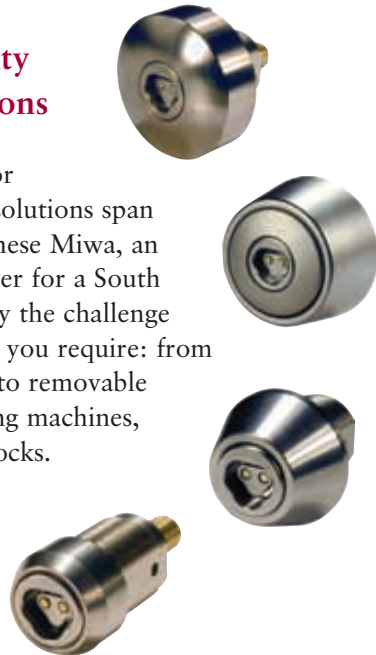 ty
ons
or
olutions span
nese Miwa, an
er for a South
y the challenge
you require: from
to removable
ng machines,
ocks.